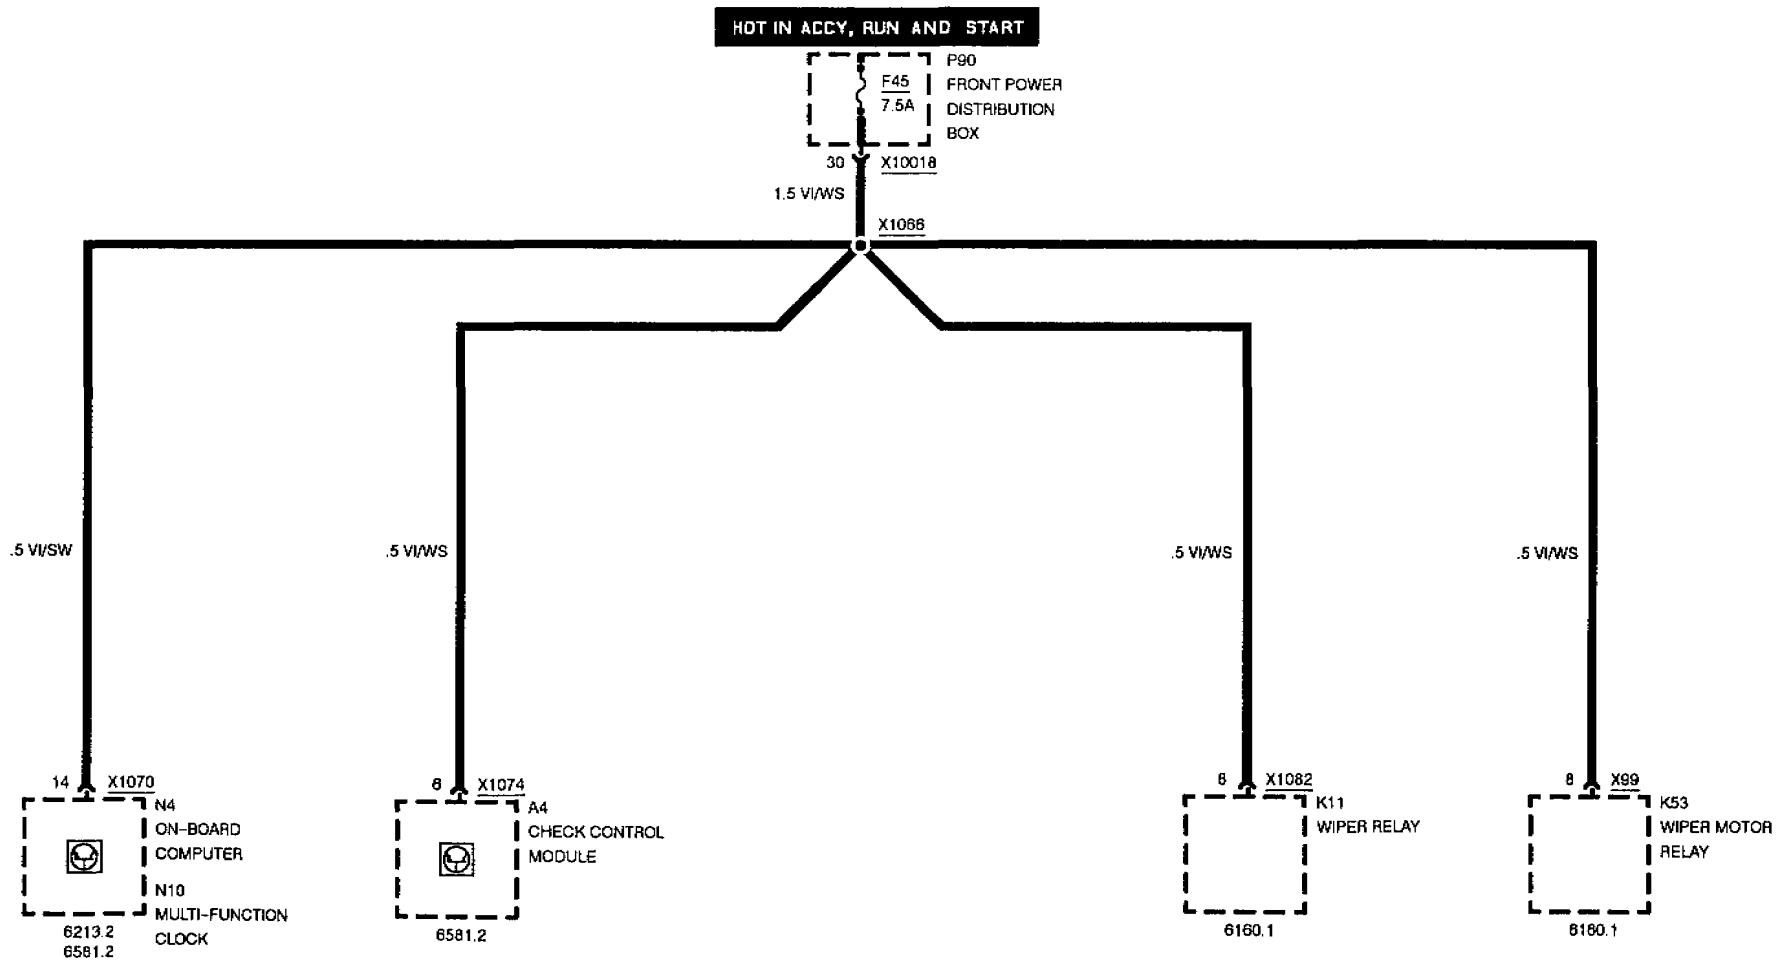 HOT IN ACCY, RUN AND START
P90
FRONT POWER
DISTRIBUTION
BOX
F45
7.5A
30 X10018
1.5 VI/WS
X1066
.5 VI/SW
.5 VI/WS
.5 VI/WS
.5 VI/WS
14 X1070
N4
ON-BOARD
COMPUTER
N10
MULTI-FUNCTION
CLOCK
6213.2
6581.2
6 X1074
A4
CHECK CONTROL
MODULE
6581.2
6 X1082
K11
WIPER RELAY
6160.1
8 X99
K53
WIPER MOTOR
RELAY
6160.1